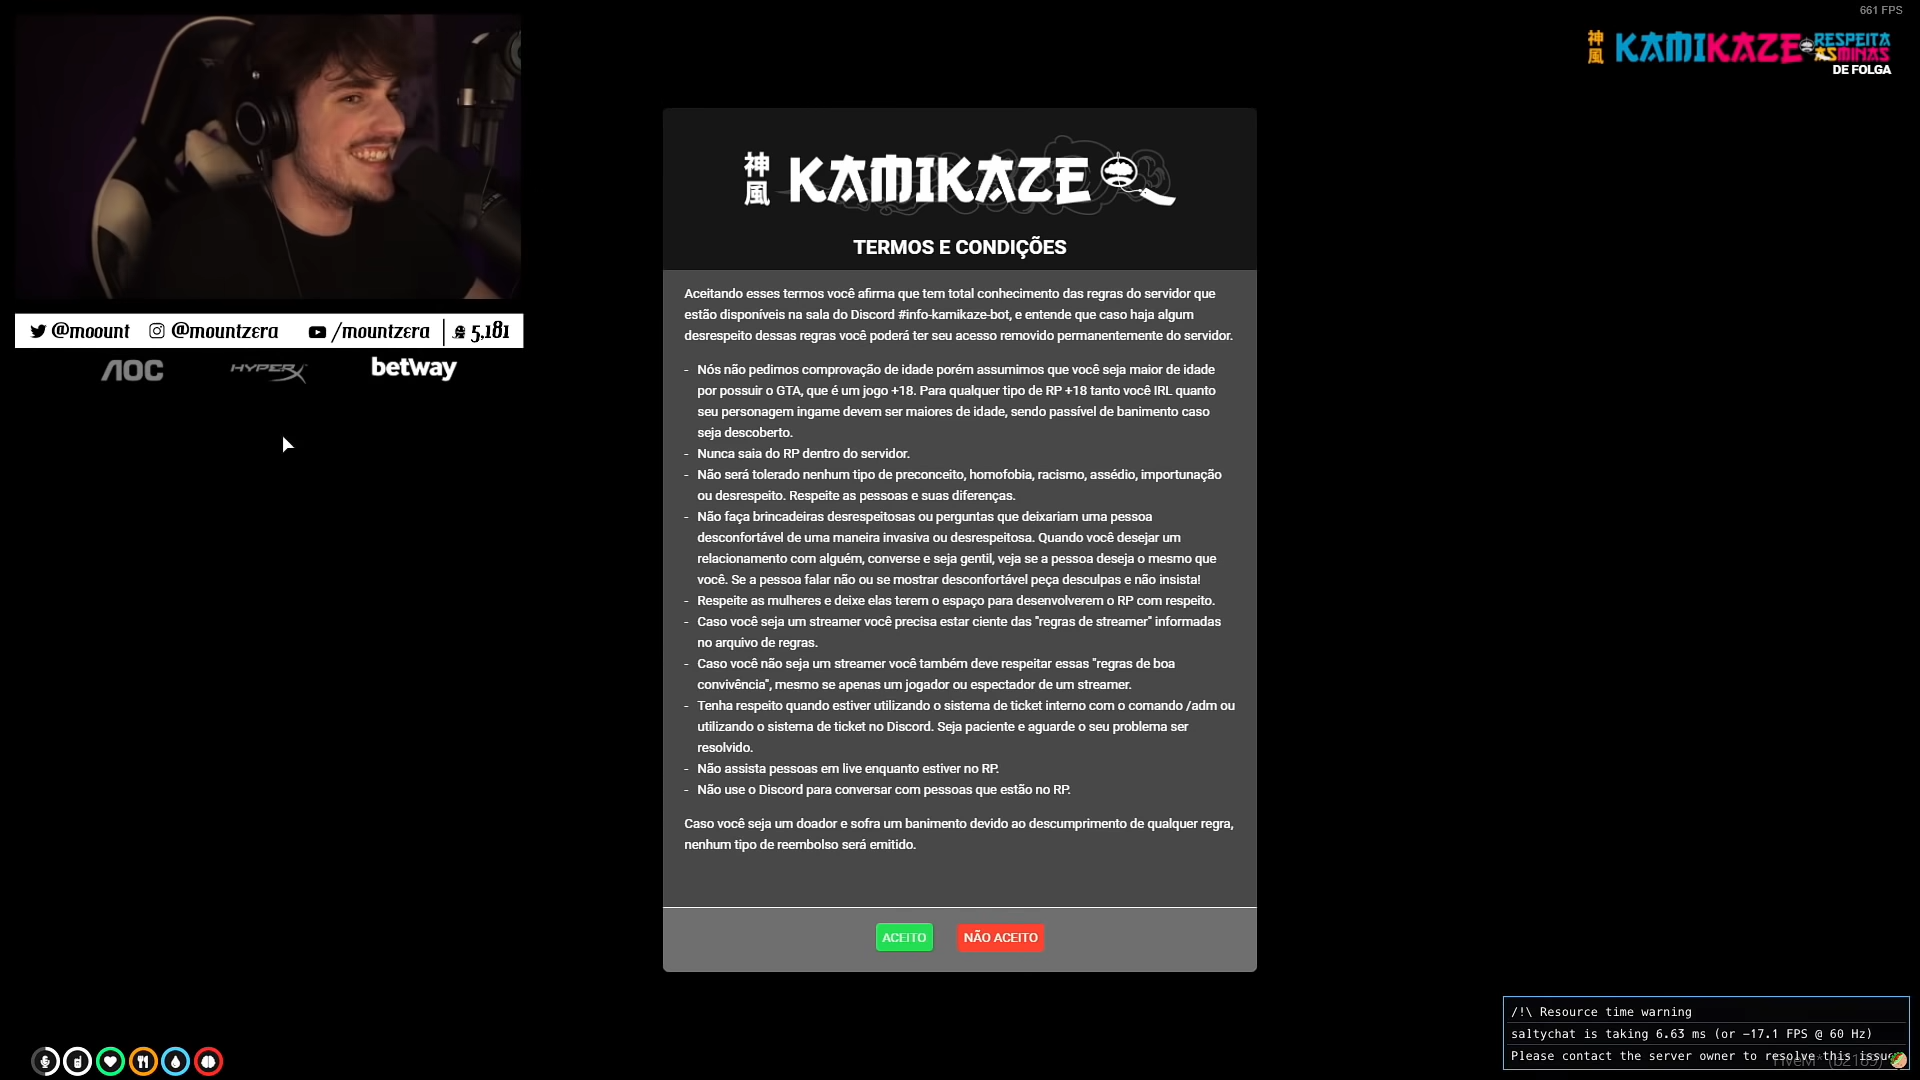 661 FPS
神風 KAMIKAZE RESPEITA
AS MINAS
DE FOLGA
神風 KAMIKAZE
TERMOS E CONDIÇÕES
Aceitando esses termos você afirma que tem total conhecimento das regras do servidor que
estão disponíveis na sala do Discord #info-kamikaze-bot, e entende que caso haja algum
desrespeito dessas regras você poderá ter seu acesso removido permanentemente do servidor.
- Nós não pedimos comprovação de idade porém assumimos que você seja maior de idade
por possuir o GTA, que é um jogo +18. Para qualquer tipo de RP +18 tanto você IRL quanto
seu personagem ingame devem ser maiores de idade, sendo passível de banimento caso
seja descoberto.
- Nunca saia do RP dentro do servidor.
- Não será tolerado nenhum tipo de preconceito, homofobia, racismo, assédio, importunação
ou desrespeito. Respeite as pessoas e suas diferenças.
- Não faça brincadeiras desrespeitosas ou perguntas que deixariam uma pessoa
desconfortável de uma maneira invasiva ou desrespeitosa. Quando você desejar um
relacionamento com alguém, converse e seja gentil, veja se a pessoa deseja o mesmo que
você. Se a pessoa falar não ou se mostrar desconfortável peça desculpas e não insista!
- Respeite as mulheres e deixe elas terem o espaço para desenvolverem o RP com respeito.
- Caso você seja um streamer você precisa estar ciente das "regras de streamer" informadas
no arquivo de regras.
- Caso você não seja um streamer você também deve respeitar essas "regras de boa
convivência", mesmo se apenas um jogador ou espectador de um streamer.
- Tenha respeito quando estiver utilizando o sistema de ticket interno com o comando /adm ou
utilizando o sistema de ticket no Discord. Seja paciente e aguarde o seu problema ser
resolvido.
- Não assista pessoas em live enquanto estiver no RP.
- Não use o Discord para conversar com pessoas que estão no RP.
Caso você seja um doador e sofra um banimento devido ao descumprimento de qualquer regra,
nenhum tipo de reembolso será emitido.
ACEITO NÃO ACEITO
@moount @mountzera /mountzera 5,181
AOC HYPERX betway
/!\ Resource time warning
saltychat is taking 6.63 ms (or -17.1 FPS @ 60 Hz)
Please contact the server owner to resolve this issue